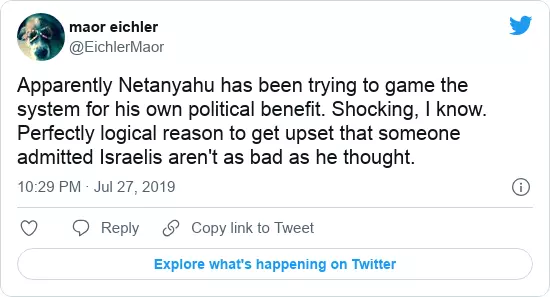 maor eichler
@EichlerMaor
Apparently Netanyahu has been trying to game the
system for his own political benefit. Shocking, I know.
Perfectly logical reason to get upset that someone
admitted Israelis aren't as bad as he thought.
10:29 PM · Jul 27, 2019
Reply
Copy link to Tweet
Explore what's happening on Twitter